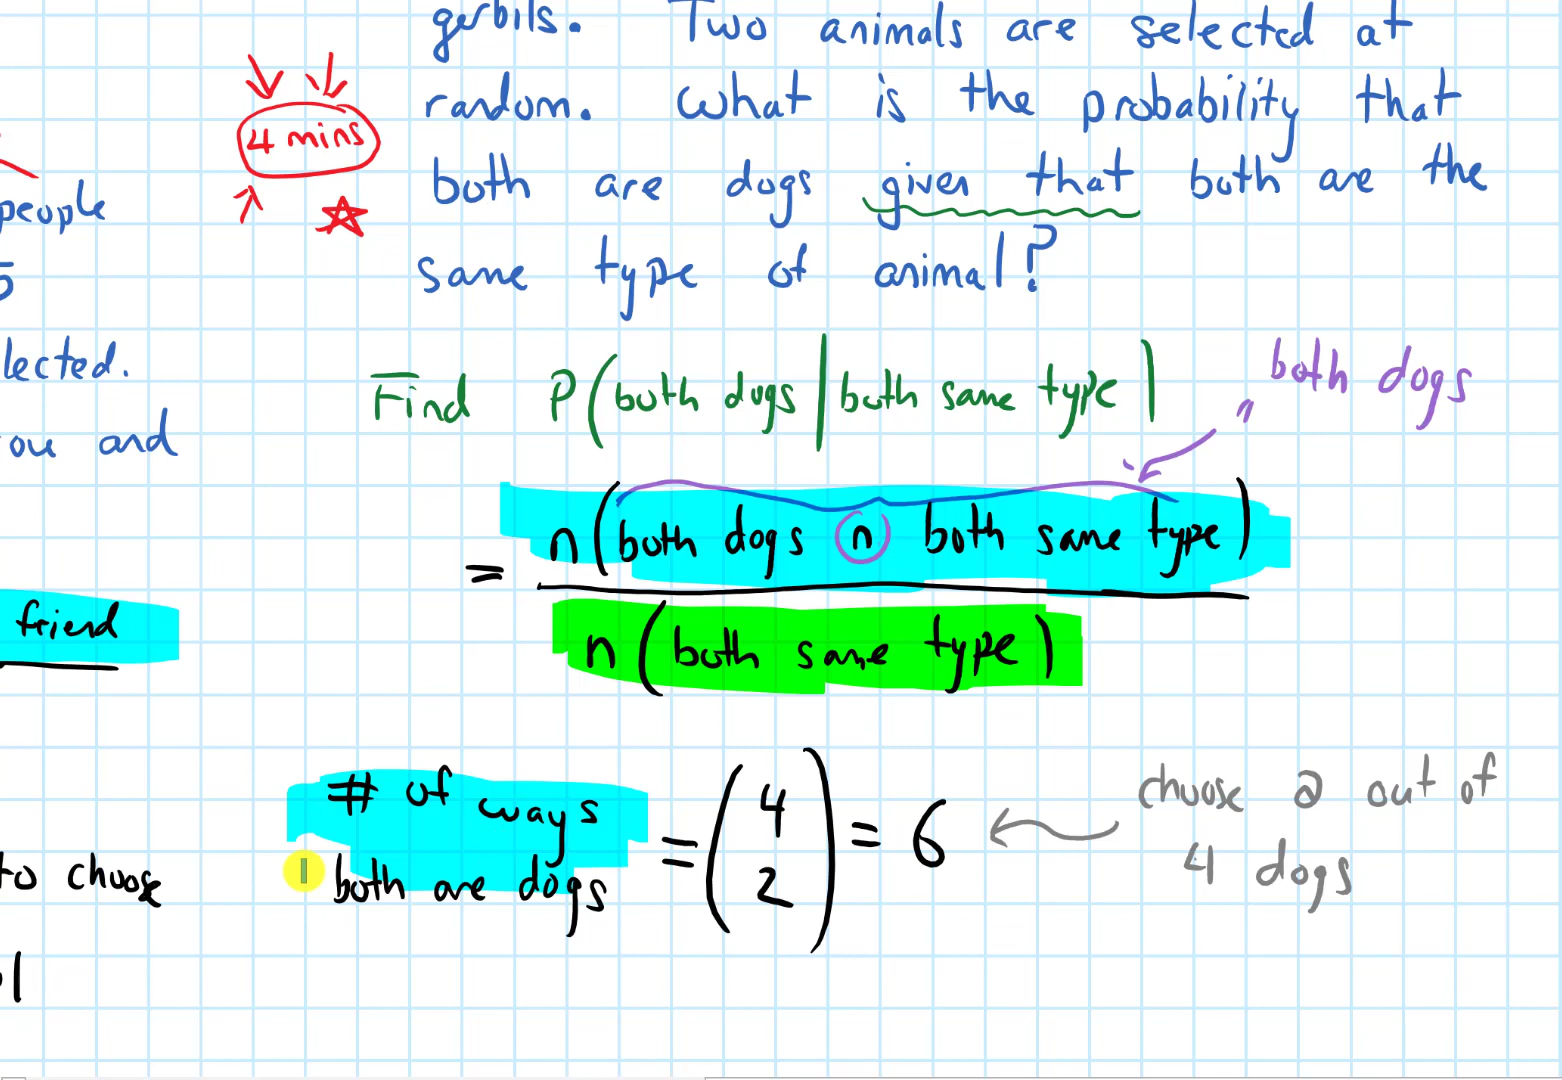 gerbils. Two animals are selected at
random. What is the probability that
both are dogs given that both are the
same type of animal?
4 mins
people
5
lected.
ou and
friend
to choose
Find P(both dogs | both same type)
both dogs
= n(both dogs ∩ both same type)
n(both same type)
# of ways
both are dogs
= (4
2) = 6
choose 2 out of
4 dogs